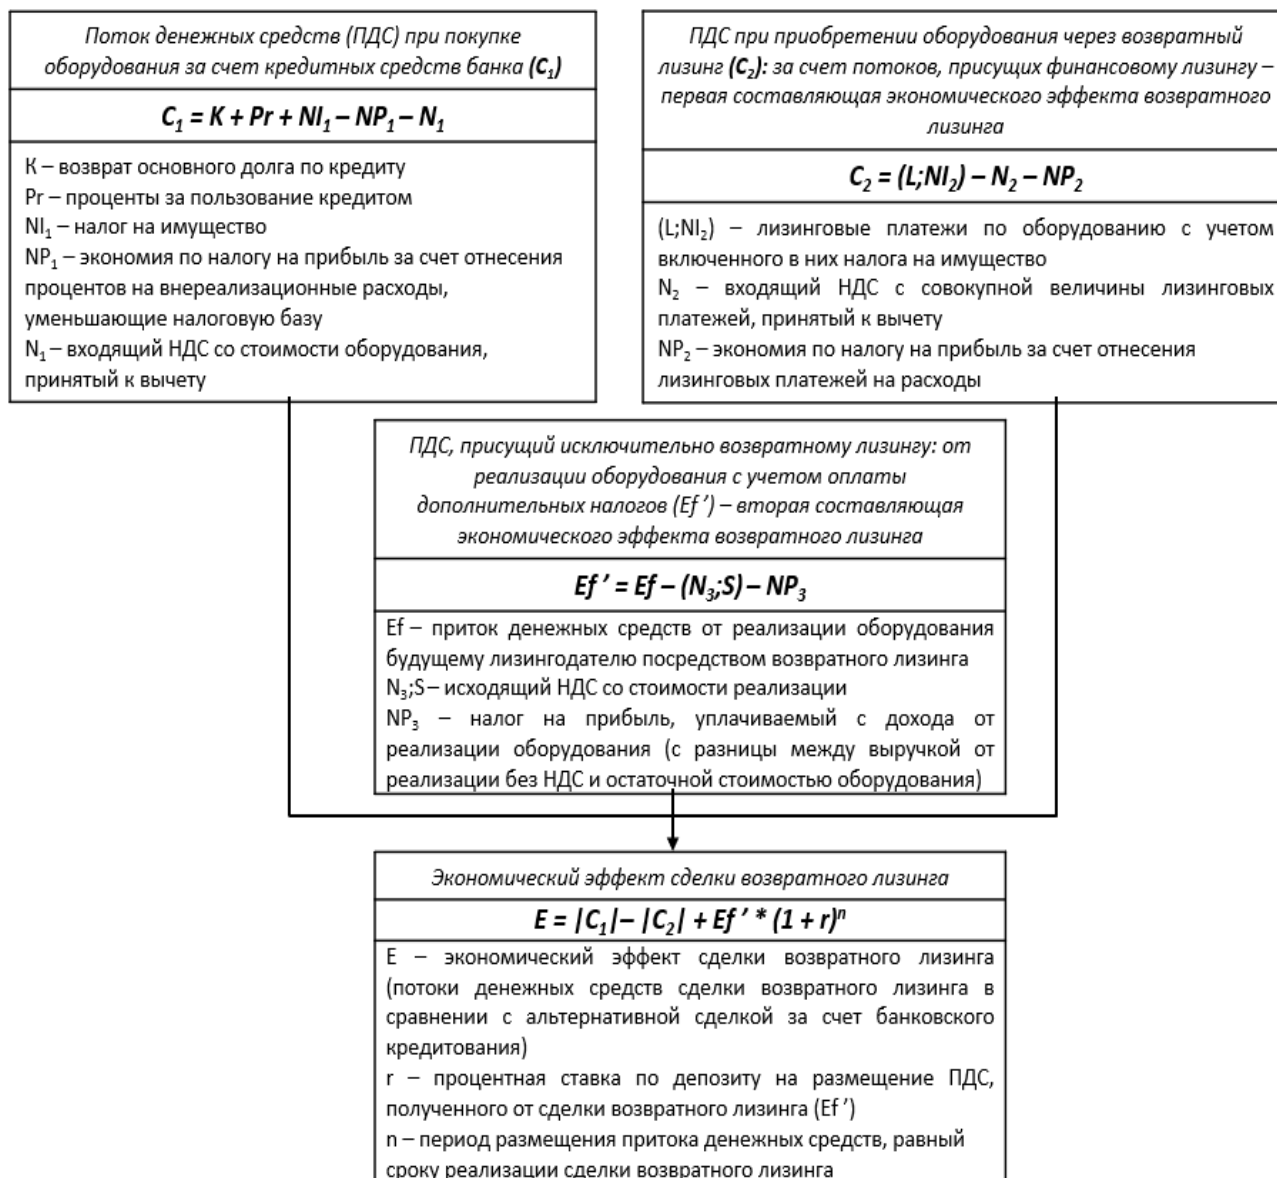 Поток денежных средств (ПДС) при покупке
оборудования за счет кредитных средств банка (C₁)
C₁ = K + Pr + NI₁ – NP₁ – N₁
К – возврат основного долга по кредиту
Pr – проценты за пользование кредитом
NI₁ – налог на имущество
NP₁ – экономия по налогу на прибыль за счет отнесения
процентов на внереализационные расходы,
уменьшающие налоговую базу
N₁ – входящий НДС со стоимости оборудования,
принятый к вычету
ПДС при приобретении оборудования через возвратный
лизинг (C₂): за счет потоков, присущих финансовому лизингу –
первая составляющая экономического эффекта возвратного
лизинга
C₂ = (L;NI₂) – N₂ – NP₂
(L;NI₂) – лизинговые платежи по оборудованию с учетом
включенного в них налога на имущество
N₂ – входящий НДС с совокупной величины лизинговых
платежей, принятый к вычету
NP₂ – экономия по налогу на прибыль за счет отнесения
лизинговых платежей на расходы
ПДС, присущий исключительно возвратному лизингу: от
реализации оборудования с учетом оплаты
дополнительных налогов (Ef ’) – вторая составляющая
экономического эффекта возвратного лизинга
Ef ’ = Ef – (N₃;S) – NP₃
Ef – приток денежных средств от реализации оборудования
будущему лизингодателю посредством возвратного лизинга
N₃;S – исходящий НДС со стоимости реализации
NP₃ – налог на прибыль, уплачиваемый с дохода от
реализации оборудования (с разницы между выручкой от
реализации без НДС и остаточной стоимостью оборудования)
Экономический эффект сделки возвратного лизинга
E = |C₁| – |C₂| + Ef ’ * (1 + r)ⁿ
E – экономический эффект сделки возвратного лизинга
(потоки денежных средств сделки возвратного лизинга в
сравнении с альтернативной сделкой за счет банковского
кредитования)
r – процентная ставка по депозиту на размещение ПДС,
полученного от сделки возвратного лизинга (Ef ’)
n – период размещения притока денежных средств, равный
сроку реализации сделки возвратного лизинга